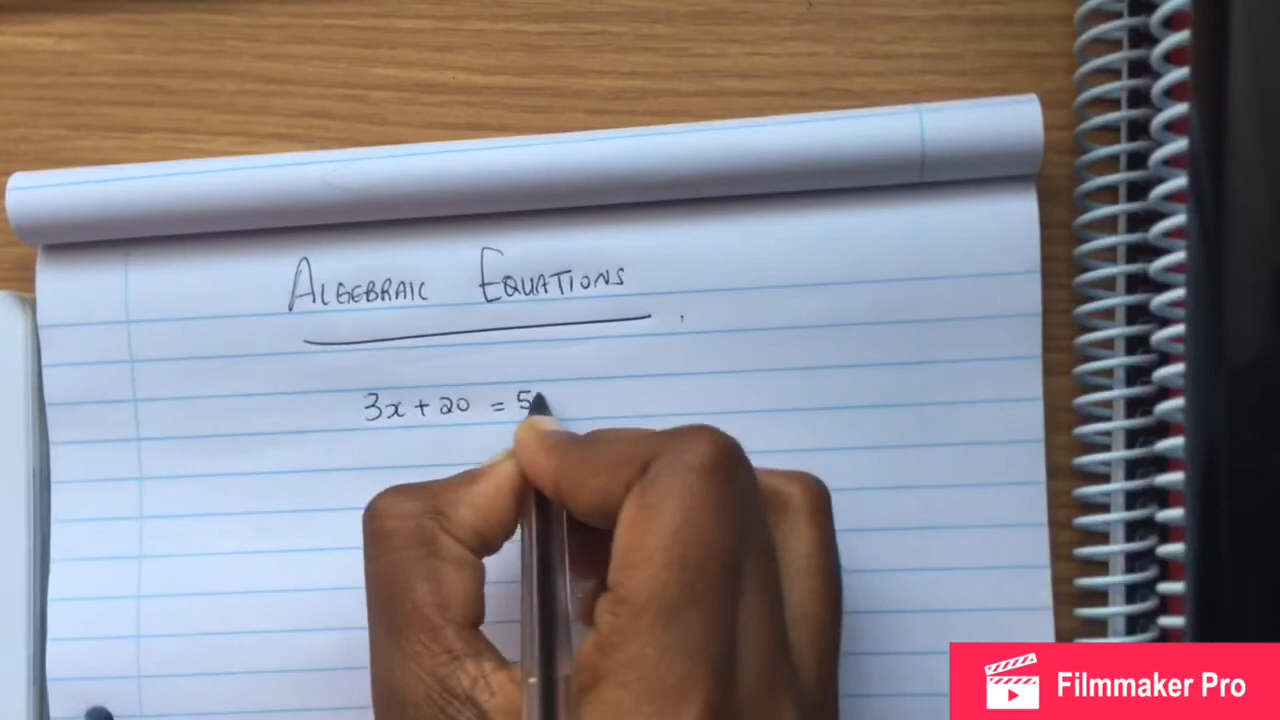 ALGEBRAIC EQUATIONS
3x + 20 = 5
Filmmaker Pro